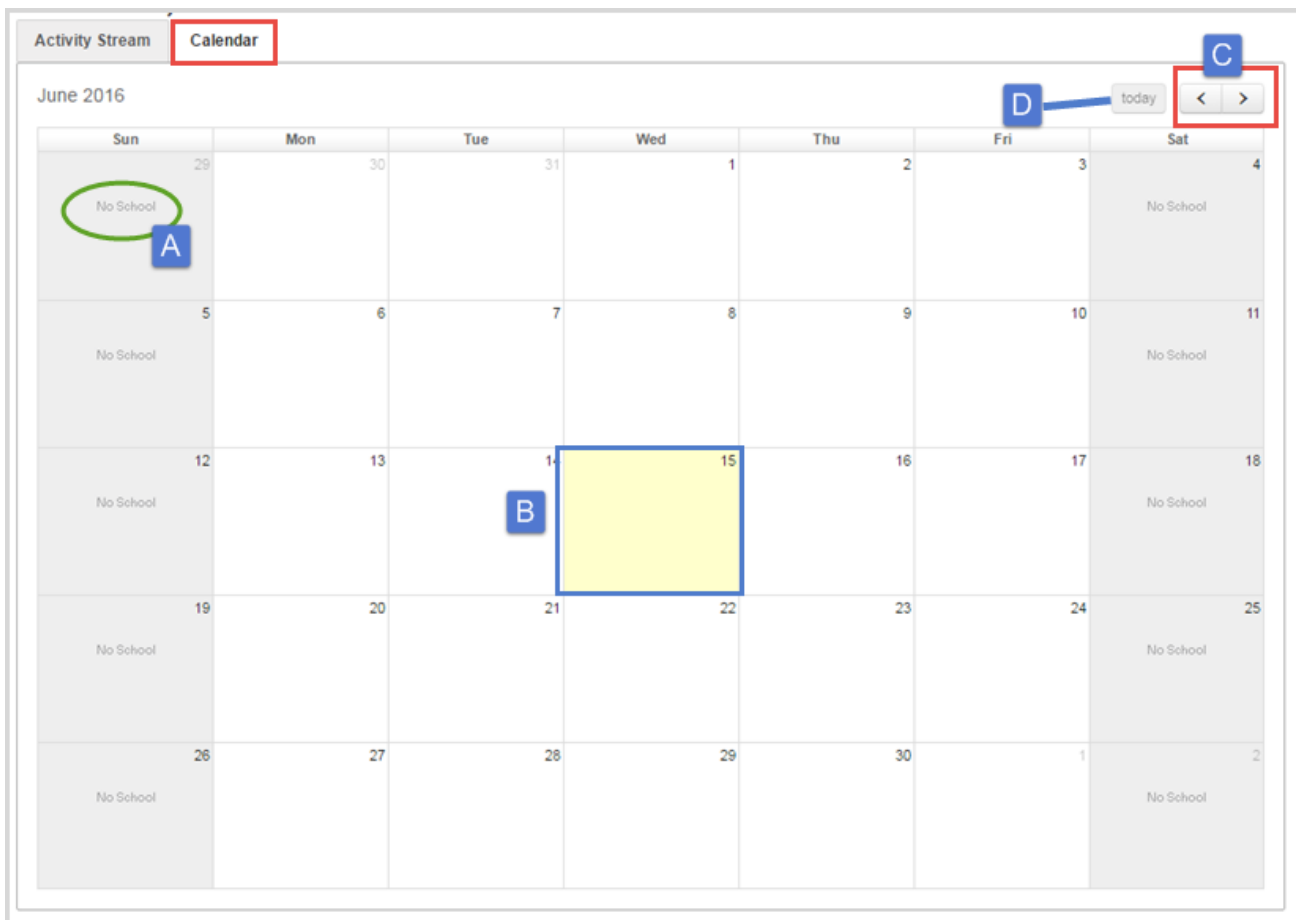 Activity Stream Calendar
C
June 2016 D today < >
Sun Mon Tue Wed Thu Fri Sat
29 30 31 1 2 3 4
No School No School
A
5 6 7 8 9 10 11
No School No School
12 13 14 15 16 17 18
No School B No School
19 20 21 22 23 24 25
No School No School
26 27 28 29 30 1 2
No School No School